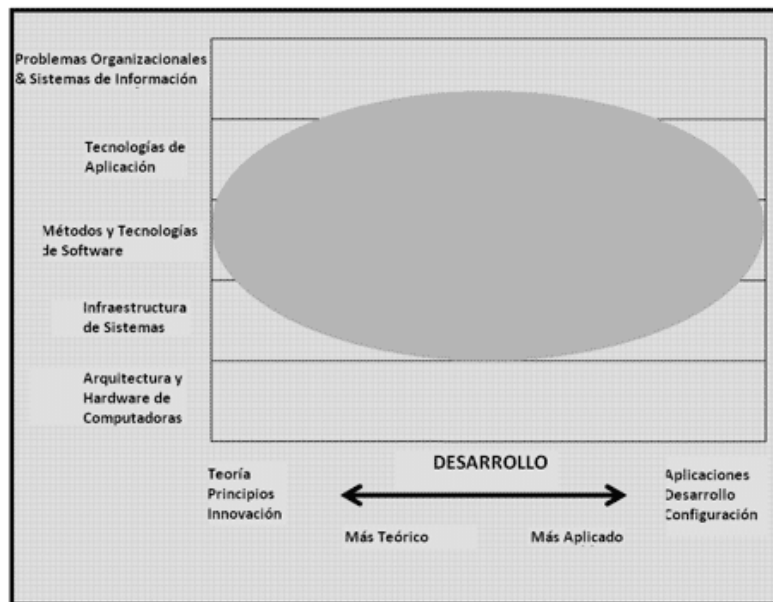 Problemas Organizacionales
& Sistemas de Información
Tecnologías de
Aplicación
Métodos y Tecnologías
de Software
Infraestructura
de Sistemas
Arquitectura y
Hardware de
Computadoras
DESARROLLO
Teoría
Principios
Innovación
Aplicaciones
Desarrollo
Configuración
Más Teórico
Más Aplicado